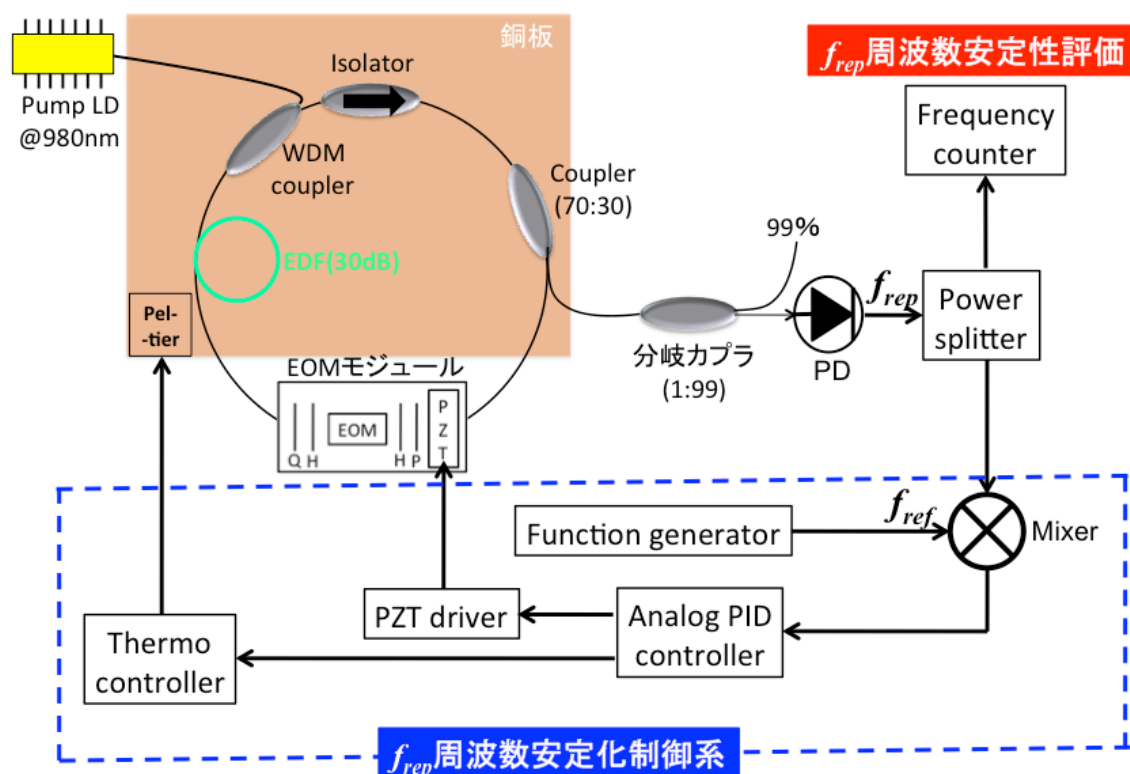 銅板
f_rep周波数安定性評価
Pump LD
@980nm
Isolator
WDM
coupler
Coupler
(70:30)
Frequency
counter
99%
EDF(30dB)
f_rep
Power
splitter
Pel-
-tier
分岐カプラ
(1:99)
PD
EOMモジュール
EOM
P
Z
T
Q H
H P
f_ref
Function generator
Mixer
PZT driver
Analog PID
controller
Thermo
controller
f_rep周波数安定化制御系